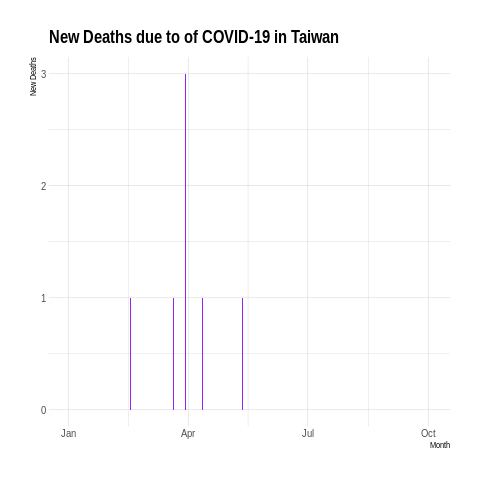 New Deaths due to of COVID-19 in Taiwan
New Deaths
3
2
1
0
Jan Apr Jul Oct
Month